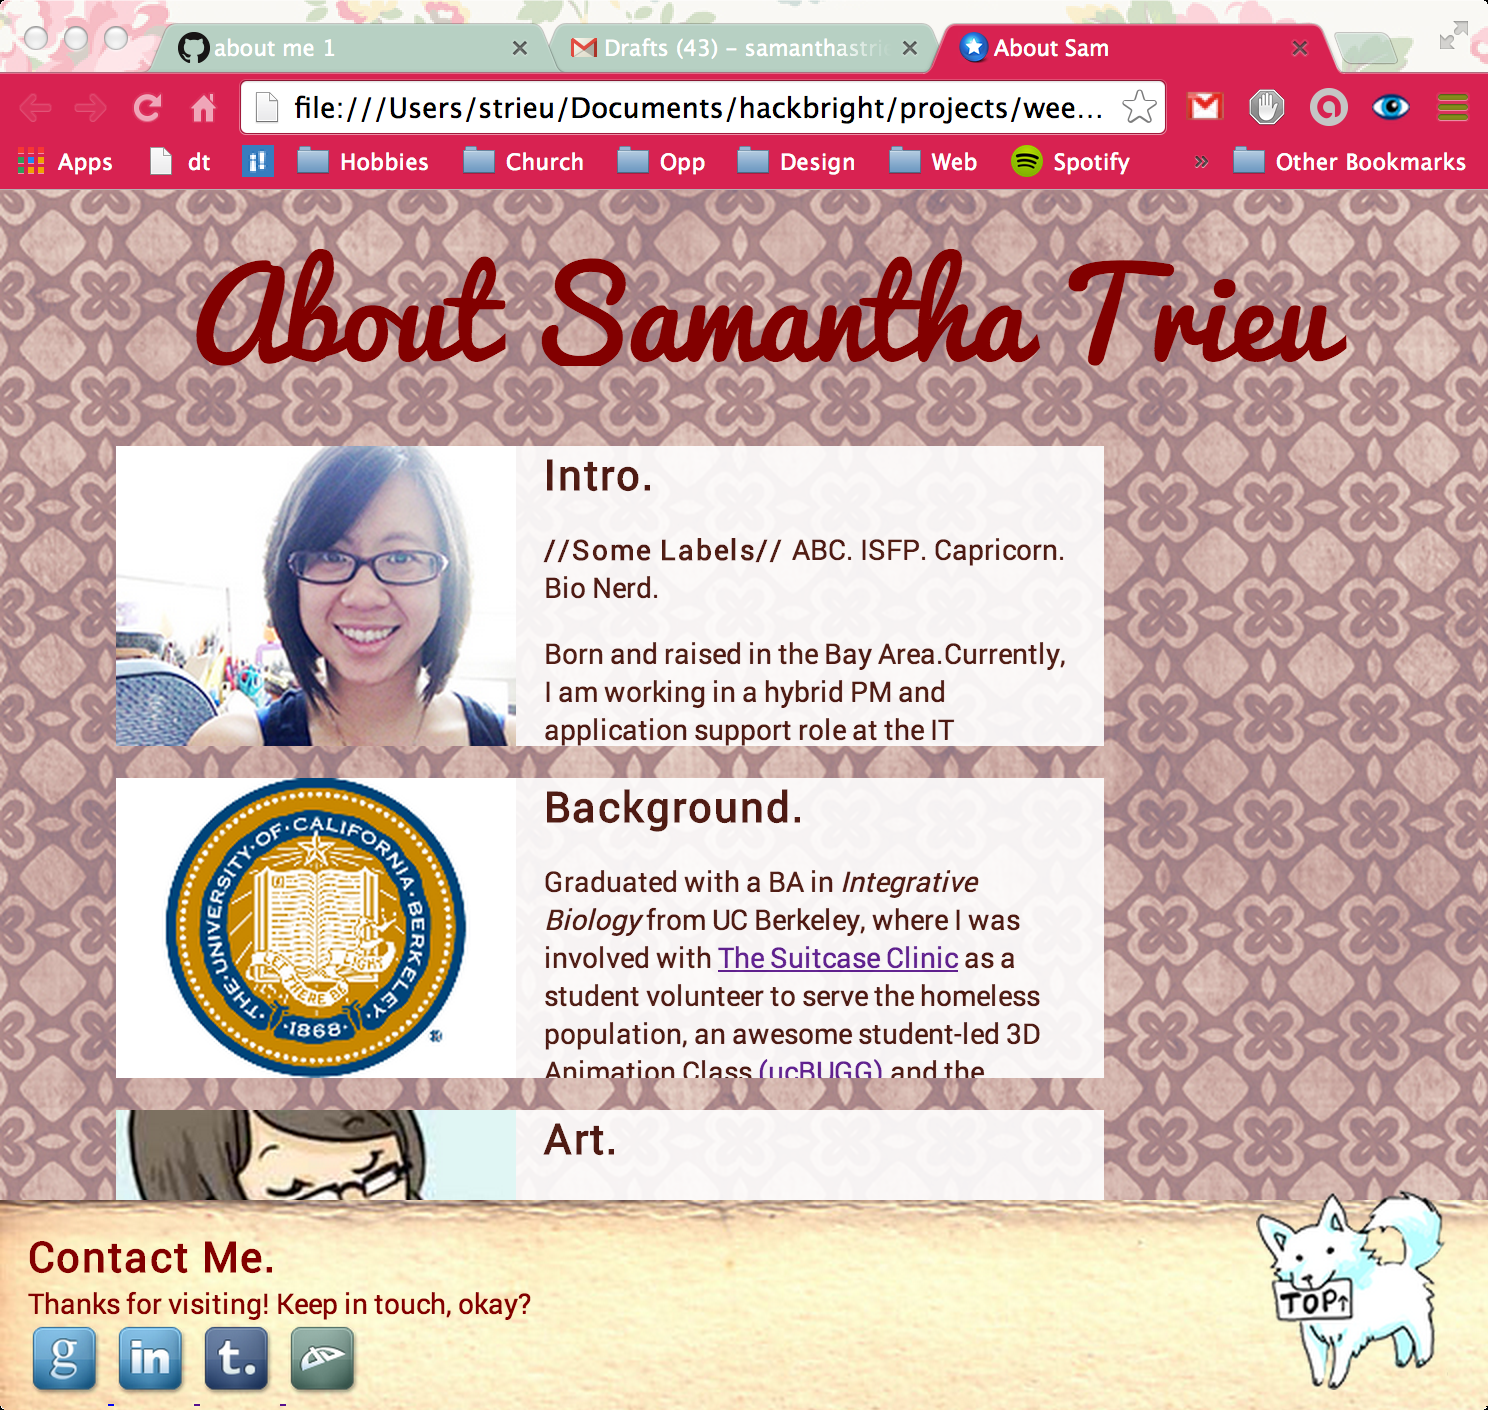 about me 1
Drafts (43) – samanthastrie
About Sam
file:///Users/strieu/Documents/hackbright/projects/wee...
Apps
dt
Hobbies
Church
Opp
Design
Web
Spotify
»
Other Bookmarks
About Samantha Trieu
Intro.
//Some Labels// ABC. ISFP. Capricorn.
Bio Nerd.
Born and raised in the Bay Area.Currently,
I am working in a hybrid PM and
application support role at the IT
THE·UNIVERSITY·OF·CALIFORNIA·BERKELEY·
LET THERE BE LIGHT
·1868·
Background.
Graduated with a BA in Integrative
Biology from UC Berkeley, where I was
involved with The Suitcase Clinic as a
student volunteer to serve the homeless
population, an awesome student-led 3D
Animation Class (ucBUGG) and the
Art.
Contact Me.
Thanks for visiting! Keep in touch, okay?
g
in
t.
TOP↑